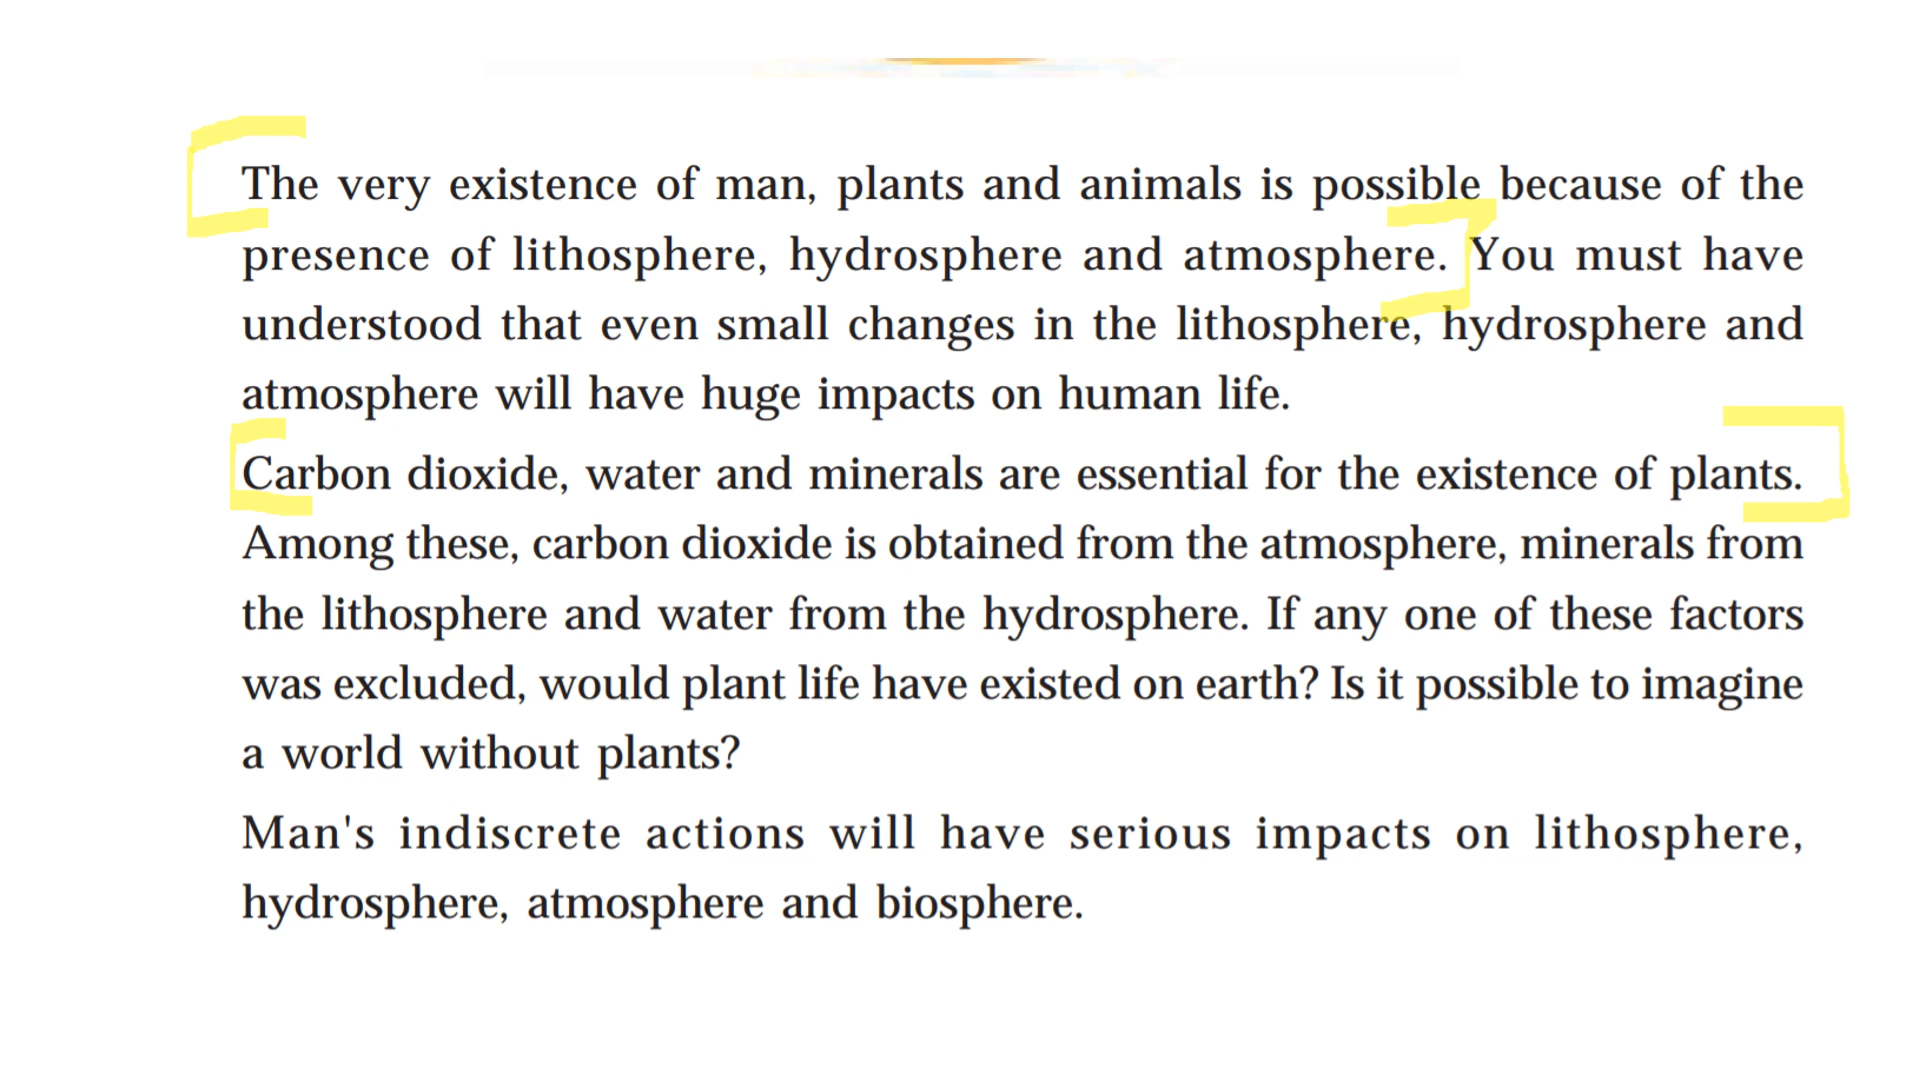 The very existence of man, plants and animals is possible because of the
presence of lithosphere, hydrosphere and atmosphere. You must have
understood that even small changes in the lithosphere, hydrosphere and
atmosphere will have huge impacts on human life.
Carbon dioxide, water and minerals are essential for the existence of plants.
Among these, carbon dioxide is obtained from the atmosphere, minerals from
the lithosphere and water from the hydrosphere. If any one of these factors
was excluded, would plant life have existed on earth? Is it possible to imagine
a world without plants?
Man's indiscrete actions will have serious impacts on lithosphere,
hydrosphere, atmosphere and biosphere.